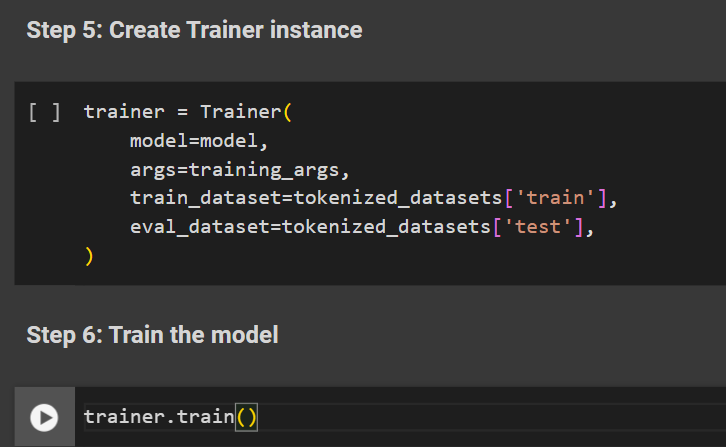 Step 5: Create Trainer instance
[ ] trainer = Trainer(
    model=model,
    args=training_args,
    train_dataset=tokenized_datasets['train'],
    eval_dataset=tokenized_datasets['test'],
)
Step 6: Train the model
trainer.train()